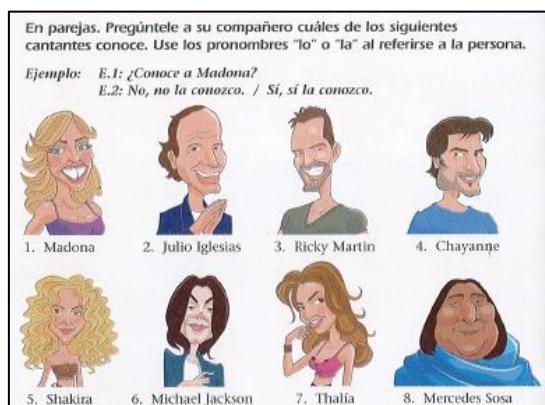 En parejas. Pregúntele a su compañero cuáles de los siguientes
cantantes conoce. Use los pronombres "lo" o "la" al referirse a la persona.
Ejemplo: E.1: ¿Conoce a Madona?
E.2: No, no la conozco. / Sí, sí la conozco.
1. Madona 2. Julio Iglesias 3. Ricky Martin 4. Chayanne
5. Shakira 6. Michael Jackson 7. Thalía 8. Mercedes Sosa